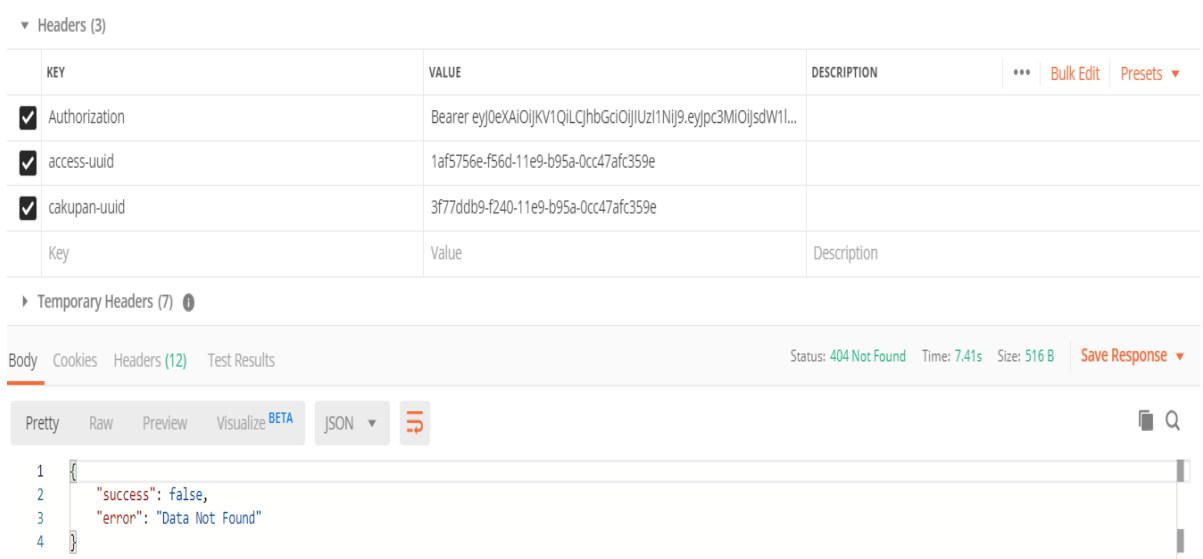 Headers (3)
KEY VALUE DESCRIPTION ••• Bulk Edit Presets
Authorization Bearer eyJ0eXAiOiJKV1QiLCJhbGciOiJIUzI1NiJ9.eyJpc3MiOiJsdW1l...
access-uuid 1af5756e-f56d-11e9-b95a-0cc47afc359e
cakupan-uuid 3f77ddb9-f240-11e9-b95a-0cc47afc359e
Key Value Description
Temporary Headers (7)
Body Cookies Headers (12) Test Results Status: 404 Not Found Time: 7.41s Size: 516 B Save Response
Pretty Raw Preview Visualize BETA JSON
1 {
2 "success": false,
3 "error": "Data Not Found"
4 }